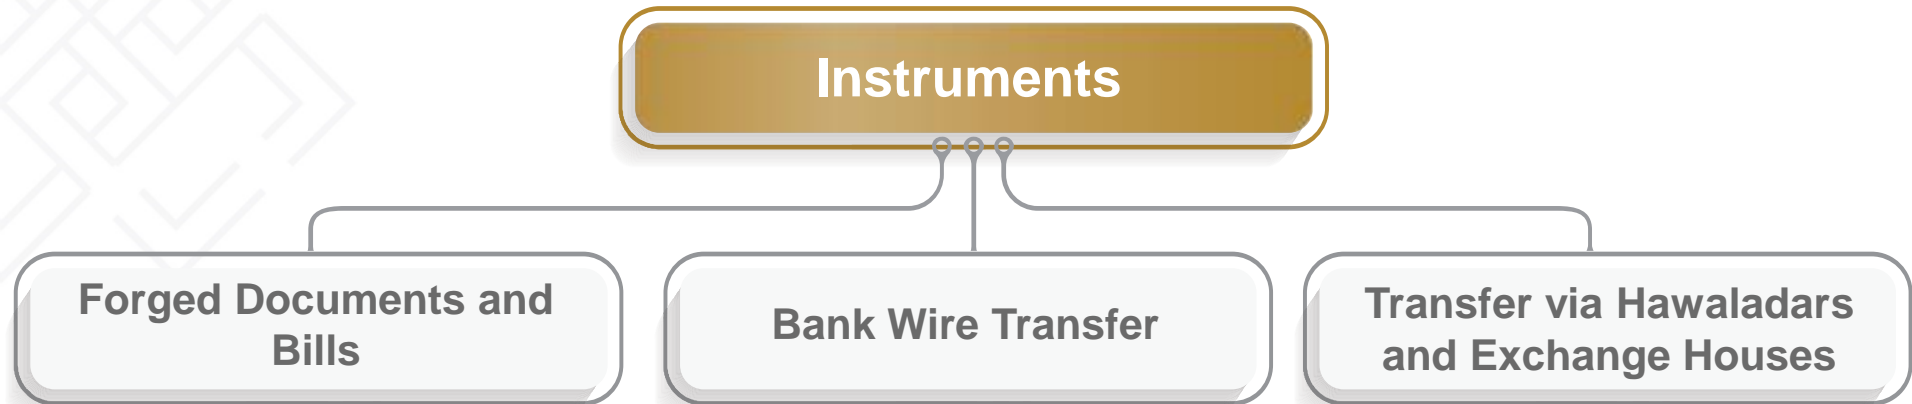 Instruments
Forged Documents and
Bills
Bank Wire Transfer
Transfer via Hawaladars
and Exchange Houses